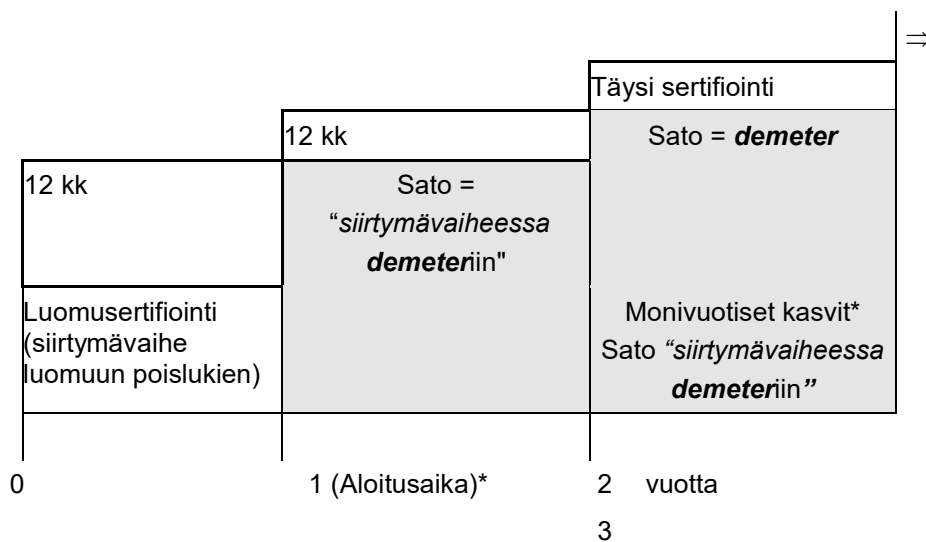 ⇒
Täysi sertifiointi
12 kk
Sato = demeter
12 kk
Sato =
“siirtymävaiheessa
demeteriin"
Luomusertifiointi
(siirtymävaihe
luomuun poislukien)
Monivuotiset kasvit*
Sato “siirtymävaiheessa
demeteriin”
0
1 (Aloitusaika)*
2 vuotta
3